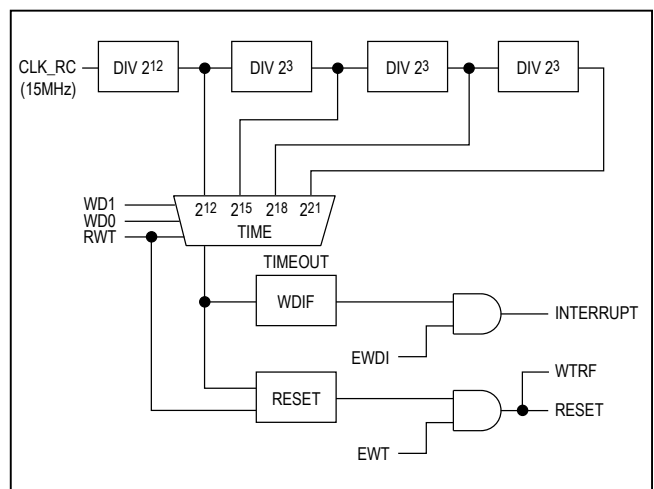 CLK_RC
(15MHz)
DIV 2¹²
DIV 2³
DIV 2³
DIV 2³
WD1
WD0
RWT
2¹² 2¹⁵ 2¹⁸ 2²¹
TIME
TIMEOUT
WDIF
INTERRUPT
EWDI
WTRF
RESET
RESET
EWT